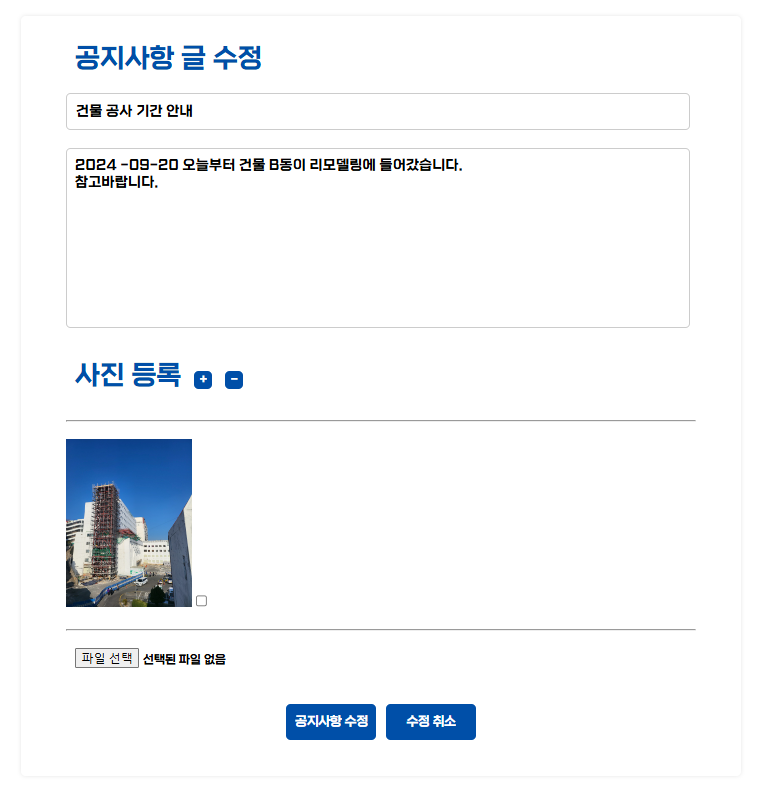 공지사항 글 수정
건물 공사 기간 안내
2024 -09-20 오늘부터 건물 B동이 리모델링에 들어갔습니다.
참고바랍니다.
사진 등록 + -
파일 선택 선택된 파일 없음
공지사항 수정 수정 취소